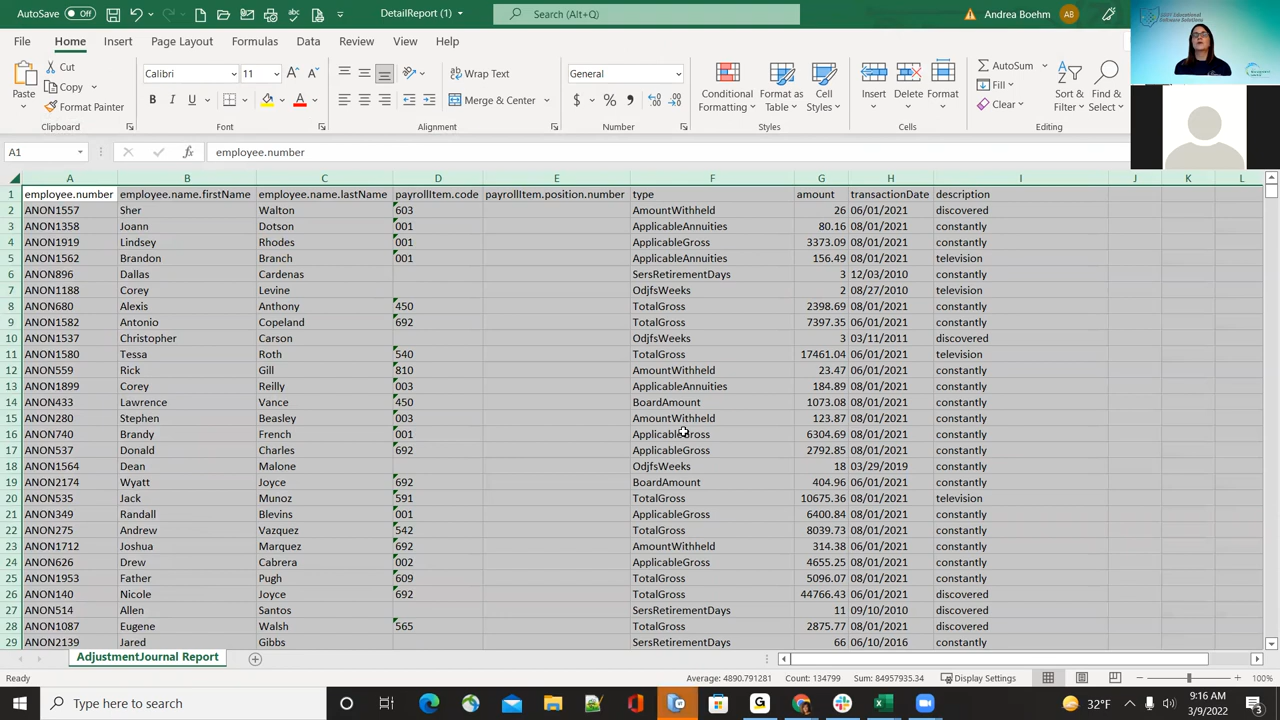 AutoSave Off DetailReport (1) Search (Alt+Q) Andrea Boehm AB
File Home Insert Page Layout Formulas Data Review View Help
Paste Cut Copy Format Painter Clipboard
Calibri 11 B I U Font
Wrap Text Merge & Center Alignment
General $ % Number
Conditional Formatting Format as Table Cell Styles Styles
Insert Delete Format Cells
AutoSum Fill Clear Sort & Filter Find & Select Editing
A1 fx employee.number
A B C D E F G H I J K L
1 employee.number employee.name.firstName employee.name.lastName payrollItem.code payrollItem.position.number type amount transactionDate description
2 ANON1557 Sher Walton 603 AmountWithheld 26 06/01/2021 discovered
3 ANON1358 Joann Dotson 001 ApplicableAnnuities 80.16 08/01/2021 constantly
4 ANON1919 Lindsey Rhodes 001 ApplicableGross 3373.09 08/01/2021 constantly
5 ANON1562 Brandon Branch 001 ApplicableAnnuities 156.49 08/01/2021 television
6 ANON896 Dallas Cardenas SersRetirementDays 3 12/03/2010 constantly
7 ANON1188 Corey Levine OdjfsWeeks 2 08/27/2010 television
8 ANON680 Alexis Anthony 450 TotalGross 2398.69 08/01/2021 constantly
9 ANON1582 Antonio Copeland 692 TotalGross 7397.35 06/01/2021 constantly
10 ANON1537 Christopher Carson OdjfsWeeks 3 03/11/2011 discovered
11 ANON1580 Tessa Roth 540 TotalGross 17461.04 06/01/2021 television
12 ANON559 Rick Gill 810 AmountWithheld 23.47 06/01/2021 constantly
13 ANON1899 Corey Reilly 003 ApplicableAnnuities 184.89 08/01/2021 constantly
14 ANON433 Lawrence Vance 450 BoardAmount 1073.08 08/01/2021 constantly
15 ANON280 Stephen Beasley 003 AmountWithheld 123.87 08/01/2021 constantly
16 ANON740 Brandy French 001 ApplicableGross 6304.69 08/01/2021 constantly
17 ANON537 Donald Charles 692 ApplicableGross 2792.85 08/01/2021 constantly
18 ANON1564 Dean Malone OdjfsWeeks 18 03/29/2019 constantly
19 ANON2174 Wyatt Joyce 692 BoardAmount 404.96 06/01/2021 constantly
20 ANON535 Jack Munoz 591 TotalGross 10675.36 08/01/2021 television
21 ANON349 Randall Blevins 001 ApplicableGross 6400.84 08/01/2021 constantly
22 ANON275 Andrew Vazquez 542 TotalGross 8039.73 08/01/2021 constantly
23 ANON1712 Joshua Marquez 692 AmountWithheld 314.38 06/01/2021 constantly
24 ANON626 Drew Cabrera 002 ApplicableGross 4655.25 08/01/2021 constantly
25 ANON1953 Father Pugh 609 TotalGross 5096.07 08/01/2021 constantly
26 ANON140 Nicole Joyce 692 TotalGross 44766.43 06/01/2021 discovered
27 ANON514 Allen Santos SersRetirementDays 11 09/10/2010 discovered
28 ANON1087 Eugene Walsh 565 TotalGross 2875.77 08/01/2021 discovered
29 ANON2139 Jared Gibbs SersRetirementDays 66 06/10/2016 constantly
AdjustmentJournal Report
Ready Average: 4890.791281 Count: 134799 Sum: 84957935.34 Display Settings 100%
Type here to search 32°F 9:16 AM
3/9/2022